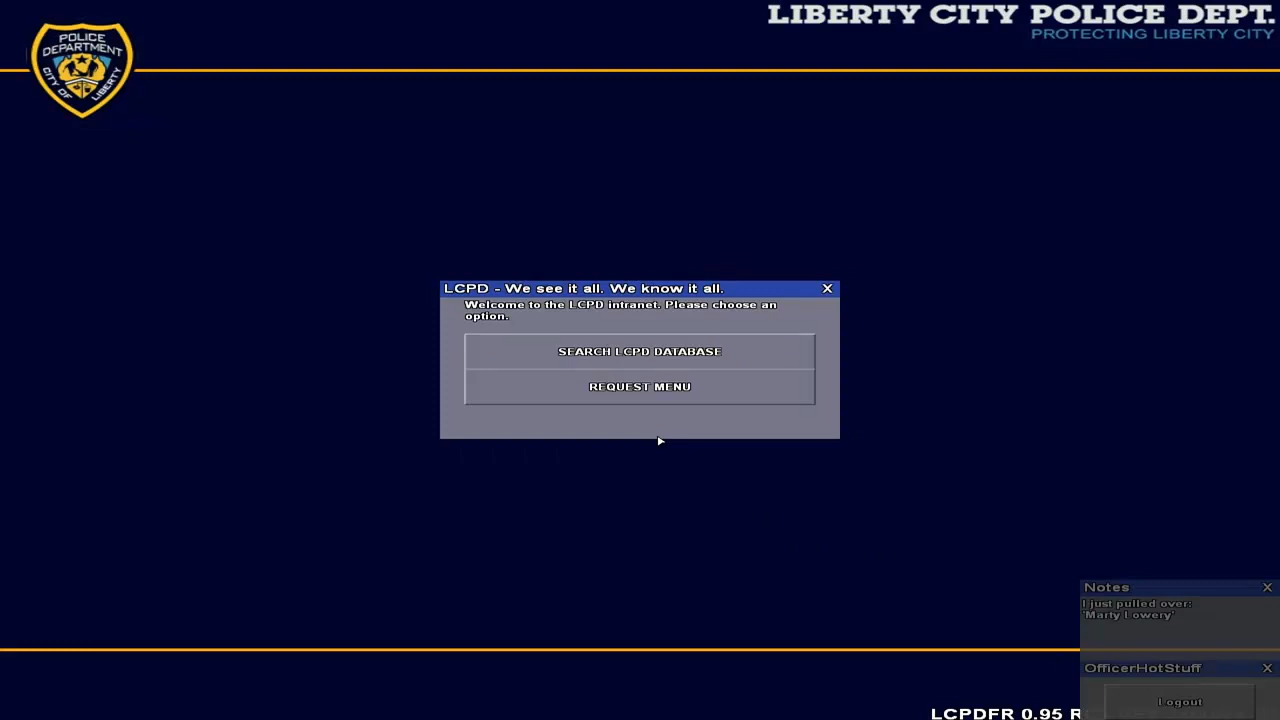 LIBERTY CITY POLICE DEPT.
PROTECTING LIBERTY CITY
POLICE
DEPARTMENT
CITY OF LIBERTY
LCPD - We see it all. We know it all. X
Welcome to the LCPD intranet. Please choose an
option.
SEARCH LCPD DATABASE
REQUEST MENU
Notes X
I just pulled over:
'Marty Lowery'
OfficerHotStuff X
Logout
LCPDFR 0.95 R